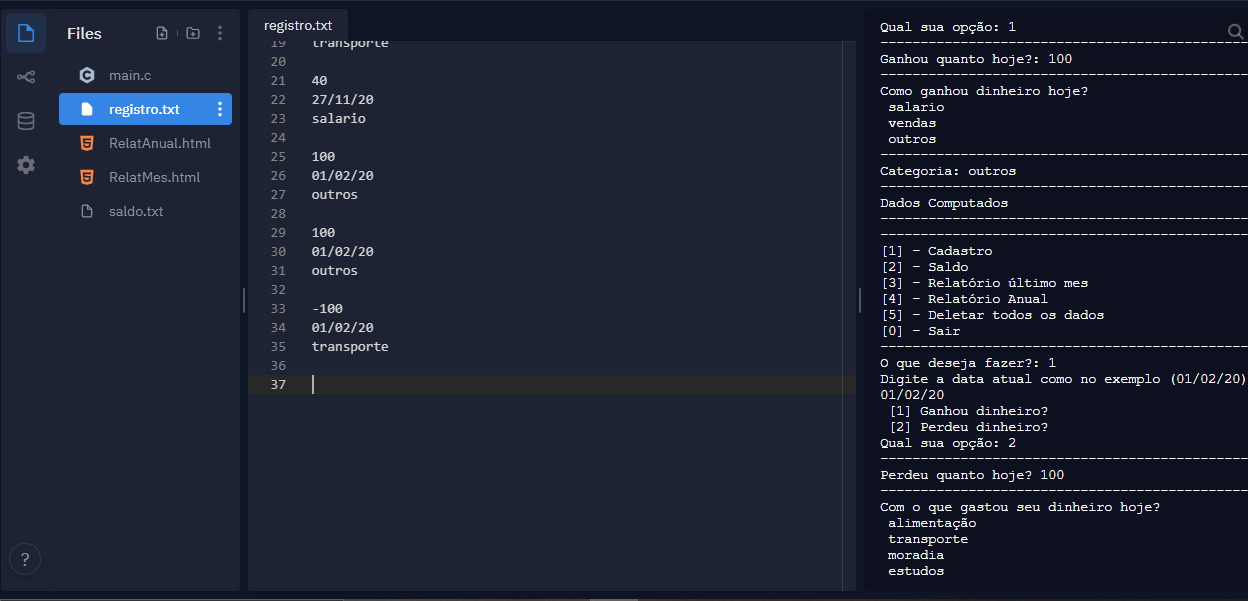 Files
main.c
registro.txt
RelatAnual.html
RelatMes.html
saldo.txt
?
registro.txt
19 transporte
20
21 40
22 27/11/20
23 salario
24
25 100
26 01/02/20
27 outros
28
29 100
30 01/02/20
31 outros
32
33 -100
34 01/02/20
35 transporte
36
37
Qual sua opção: 1
Ganhou quanto hoje?: 100
Como ganhou dinheiro hoje?
salario
vendas
outros
Categoria: outros
Dados Computados
[1] - Cadastro
[2] - Saldo
[3] - Relatório último mes
[4] - Relatório Anual
[5] - Deletar todos os dados
[0] - Sair
O que deseja fazer?: 1
Digite a data atual como no exemplo (01/02/20)
01/02/20
[1] Ganhou dinheiro?
[2] Perdeu dinheiro?
Qual sua opção: 2
Perdeu quanto hoje? 100
Com o que gastou seu dinheiro hoje?
alimentação
transporte
moradia
estudos